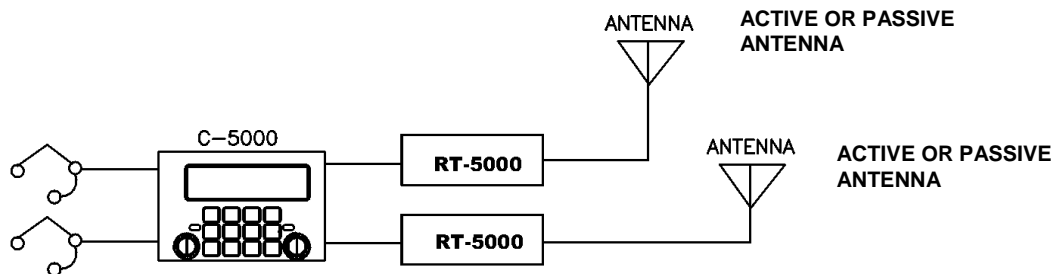 ANTENNA
ACTIVE OR PASSIVE
ANTENNA
C-5000
RT-5000
ANTENNA
ACTIVE OR PASSIVE
ANTENNA
RT-5000